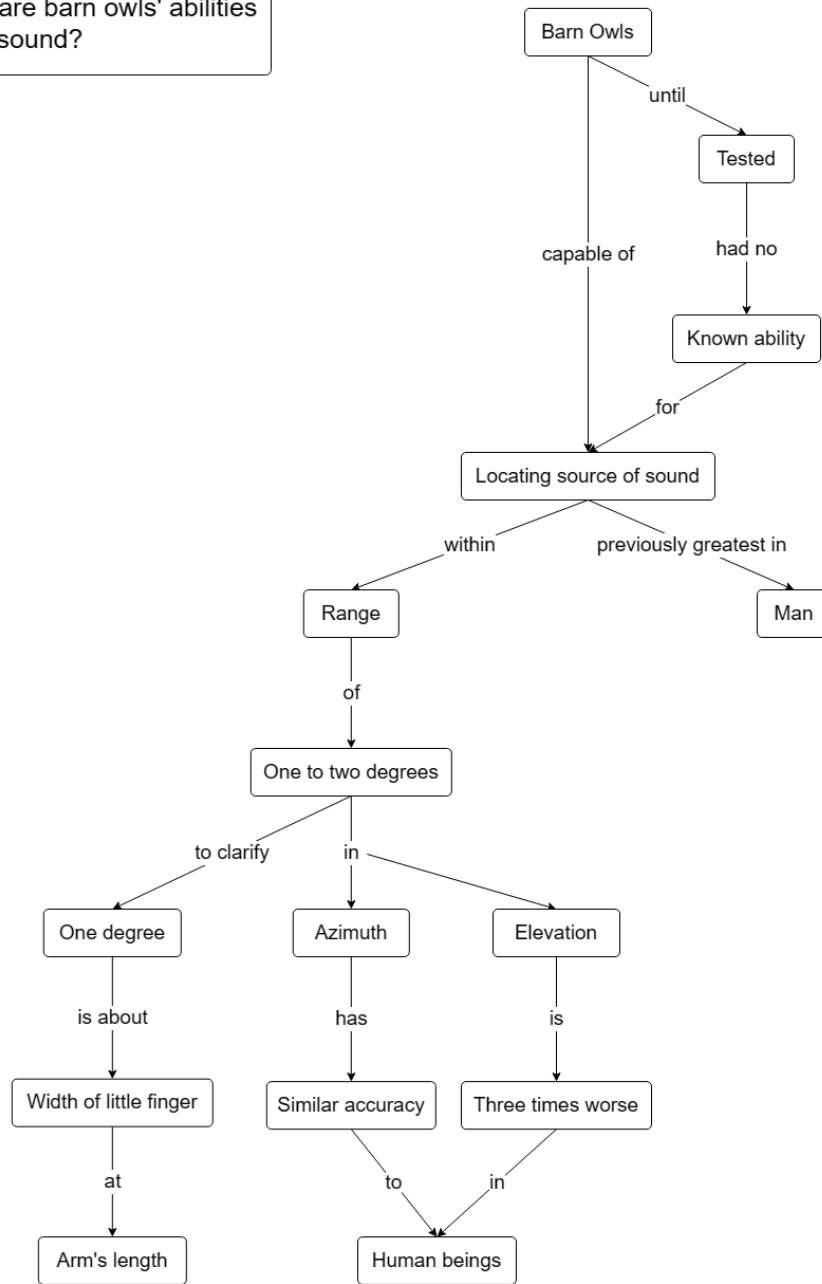 are barn owls' abilities
sound?
Barn Owls
until
Tested
capable of
had no
Known ability
for
Locating source of sound
within
previously greatest in
Range
Man
of
One to two degrees
to clarify
in
One degree
Azimuth
Elevation
is about
has
is
Width of little finger
Similar accuracy
Three times worse
at
to
in
Arm's length
Human beings